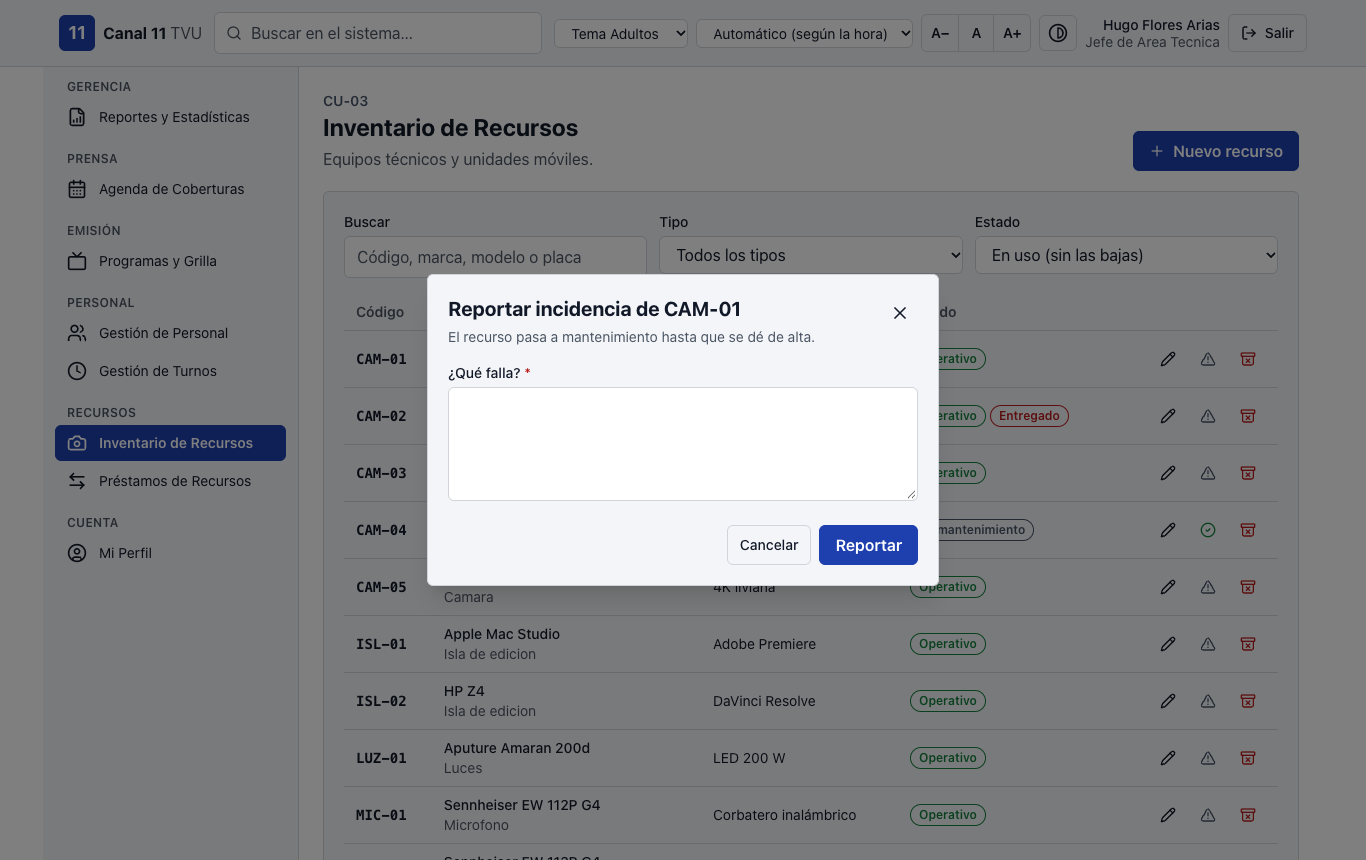 11 Canal 11 TVU
Buscar en el sistema...
Tema Adultos
Automático (según la hora)
A−
A
A+
Hugo Flores Arias
Jefe de Area Tecnica
Salir
GERENCIA
Reportes y Estadísticas
PRENSA
Agenda de Coberturas
EMISIÓN
Programas y Grilla
PERSONAL
Gestión de Personal
Gestión de Turnos
RECURSOS
Inventario de Recursos
Préstamos de Recursos
CUENTA
Mi Perfil
CU-03
Inventario de Recursos
Equipos técnicos y unidades móviles.
Nuevo recurso
Buscar
Tipo
Estado
Código, marca, modelo o placa
Todos los tipos
En uso (sin las bajas)
Código
Reportar incidencia de CAM-01
El recurso pasa a mantenimiento hasta que se dé de alta.
¿Qué falla? *
Cancelar
Reportar
CAM-01
CAM-02 Entregado
CAM-03
CAM-04 mantenimiento
CAM-05
Camara
4K liviana
Operativo
ISL-01
Apple Mac Studio
Isla de edicion
Adobe Premiere
Operativo
ISL-02
HP Z4
Isla de edicion
DaVinci Resolve
Operativo
LUZ-01
Aputure Amaran 200d
Luces
LED 200 W
Operativo
MIC-01
Sennheiser EW 112P G4
Microfono
Corbatero inalámbrico
Operativo